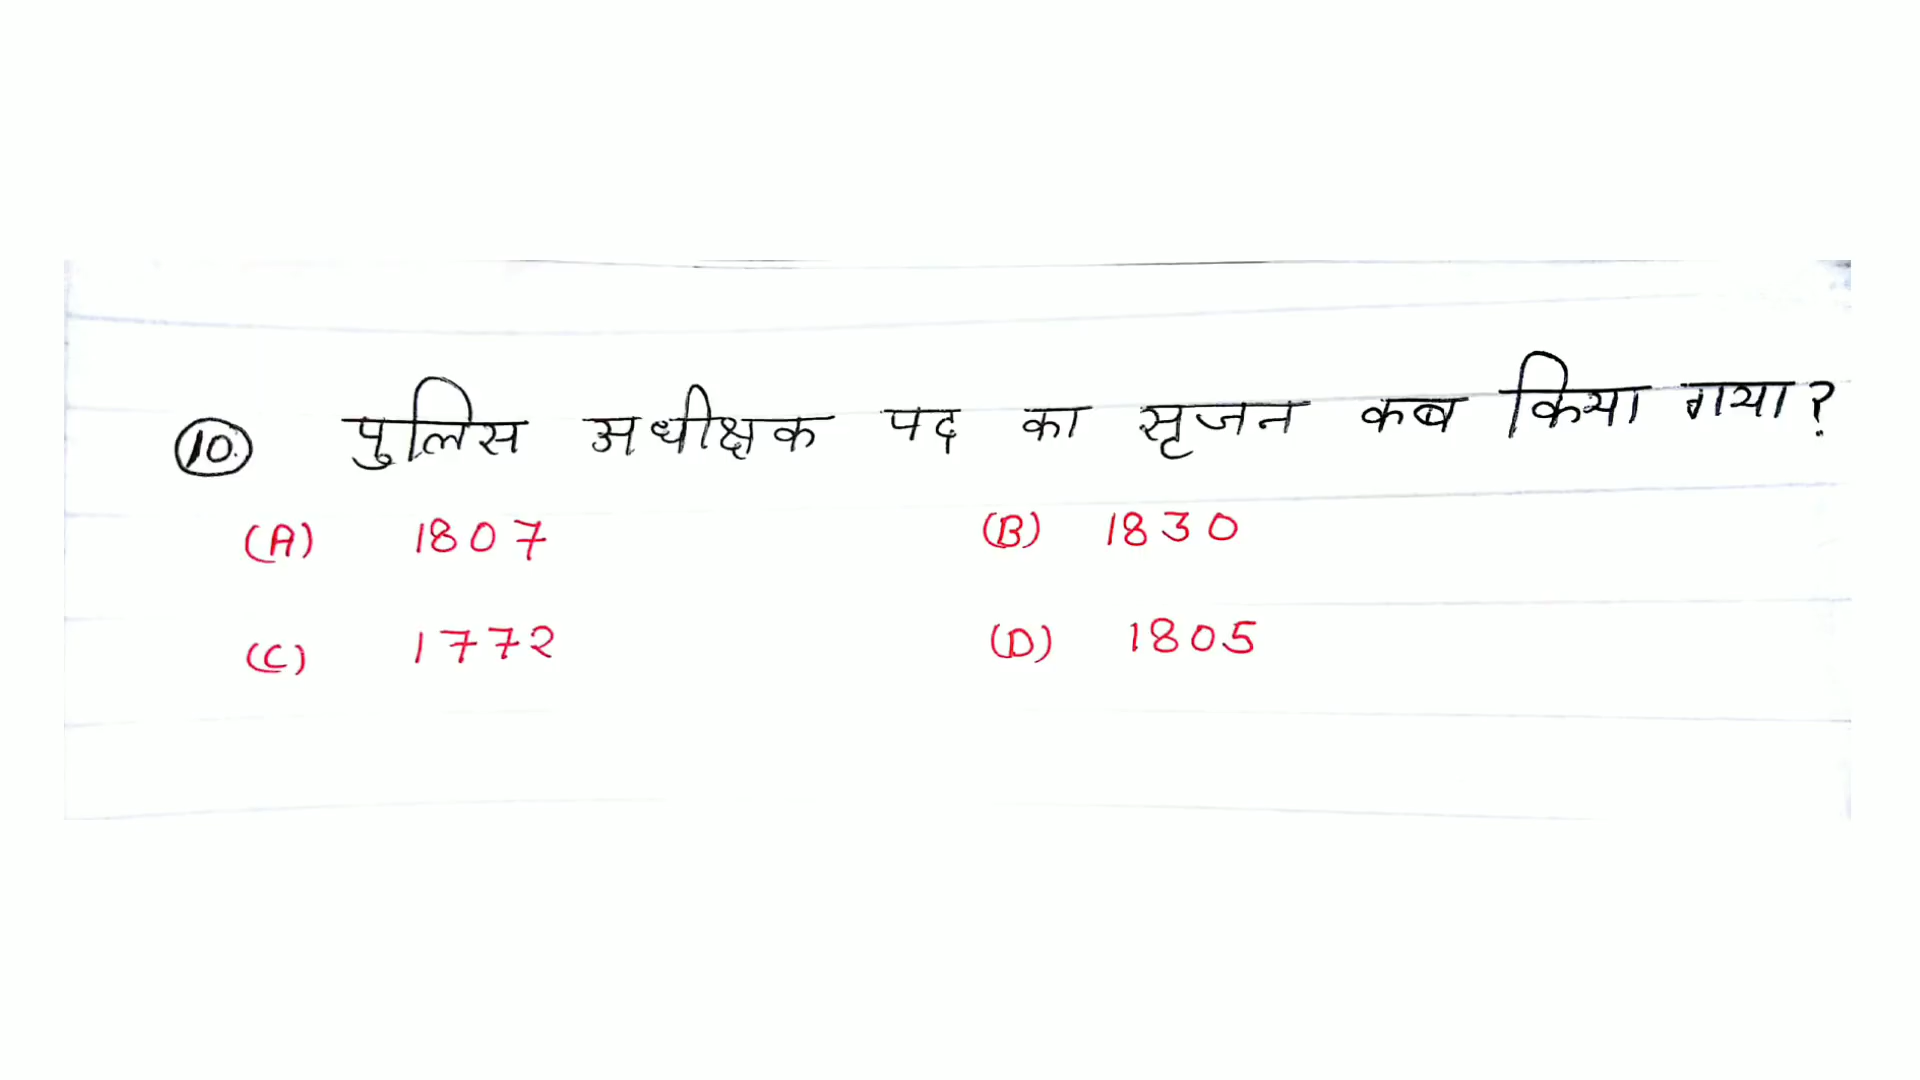 10. पुलिस अधीक्षक पद का सृजन कब किया गया?
(A) 1807 (B) 1830
(C) 1772 (D) 1805